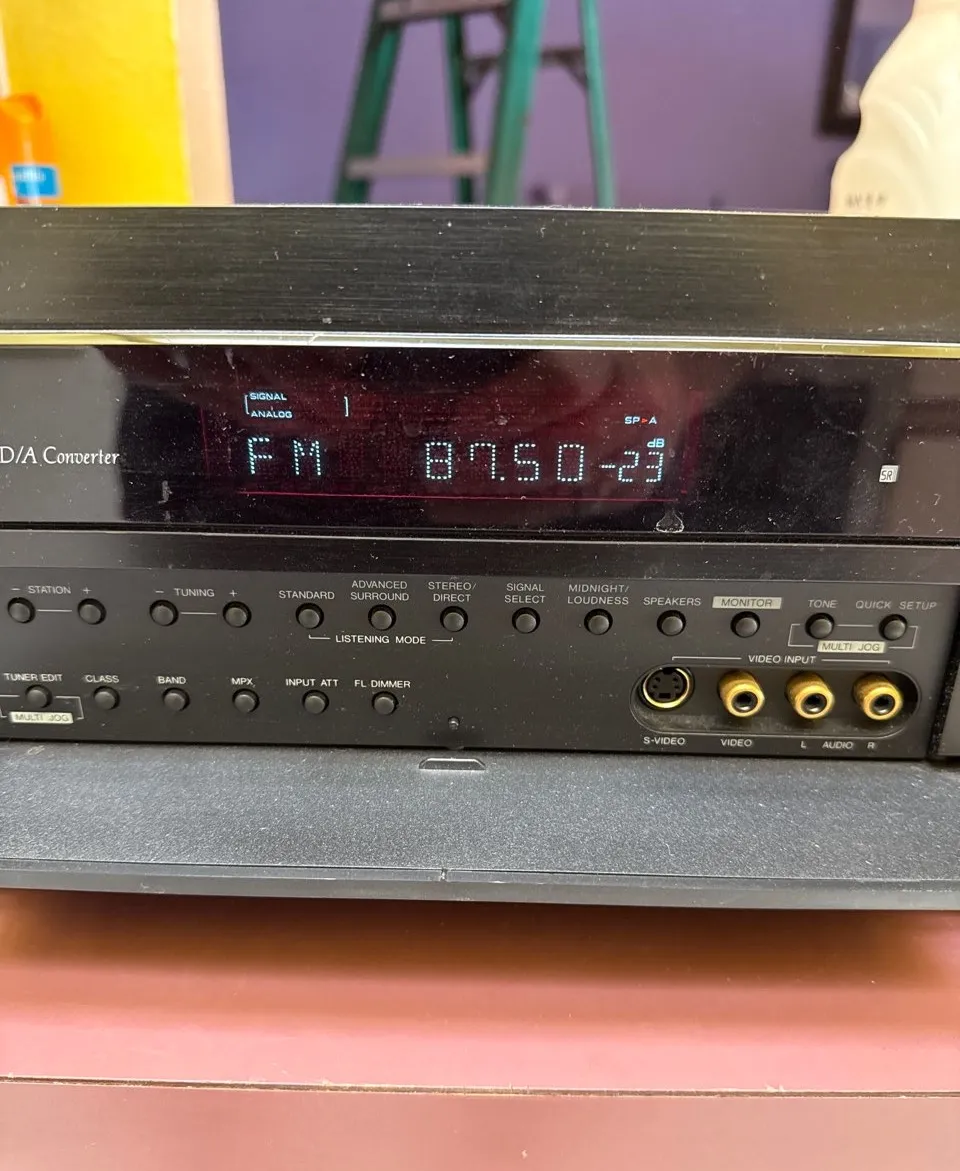 SIGNAL
ANALOG
SP►A
dB
FM 87.50 -23
D/A Converter
SR
- STATION +
- TUNING +
STANDARD
ADVANCED SURROUND
STEREO/ DIRECT
LISTENING MODE
SIGNAL SELECT
MIDNIGHT/ LOUDNESS
SPEAKERS
MONITOR
TONE
QUICK SETUP
MULTI JOG
TUNER EDIT
MULTI JOG
CLASS
BAND
MPX
INPUT ATT
FL DIMMER
VIDEO INPUT
S-VIDEO
VIDEO
L AUDIO R